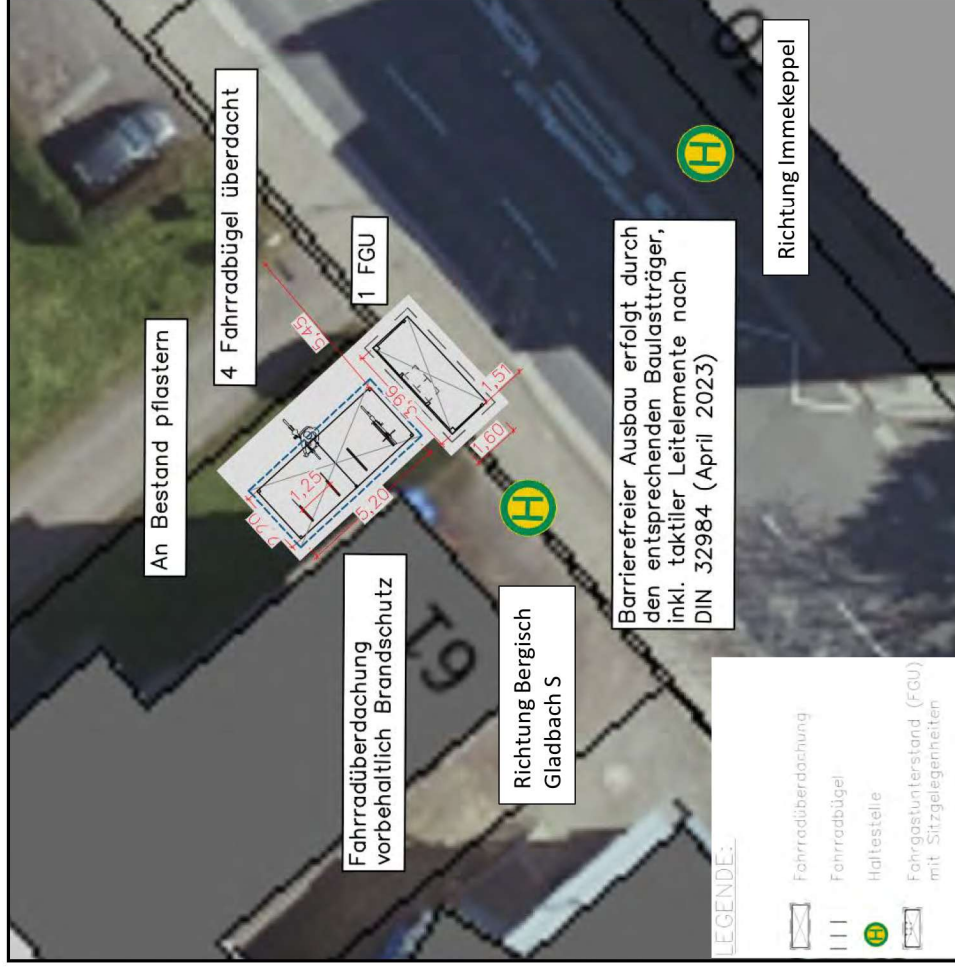 An Bestand pflastern
4 Fahrradbügel überdacht
1 FGU
5,45
3,96
1,51
1,60
1,25
2,20
5,20
Fahrradüberdachung
vorbehaltlich Brandschutz
19
H
Richtung Bergisch
Gladbach S
Barrierefreier Ausbau erfolgt durch
den entsprechenden Baulastträger,
inkl. taktiler Leitelemente nach
DIN 32984 (April 2023)
H
Richtung Immekeppel
LEGENDE:
Fahrradüberdachung
Fahrradbügel
H
Haltestelle
Fahrgastunterstand (FGU)
mit Sitzgelegenheiten